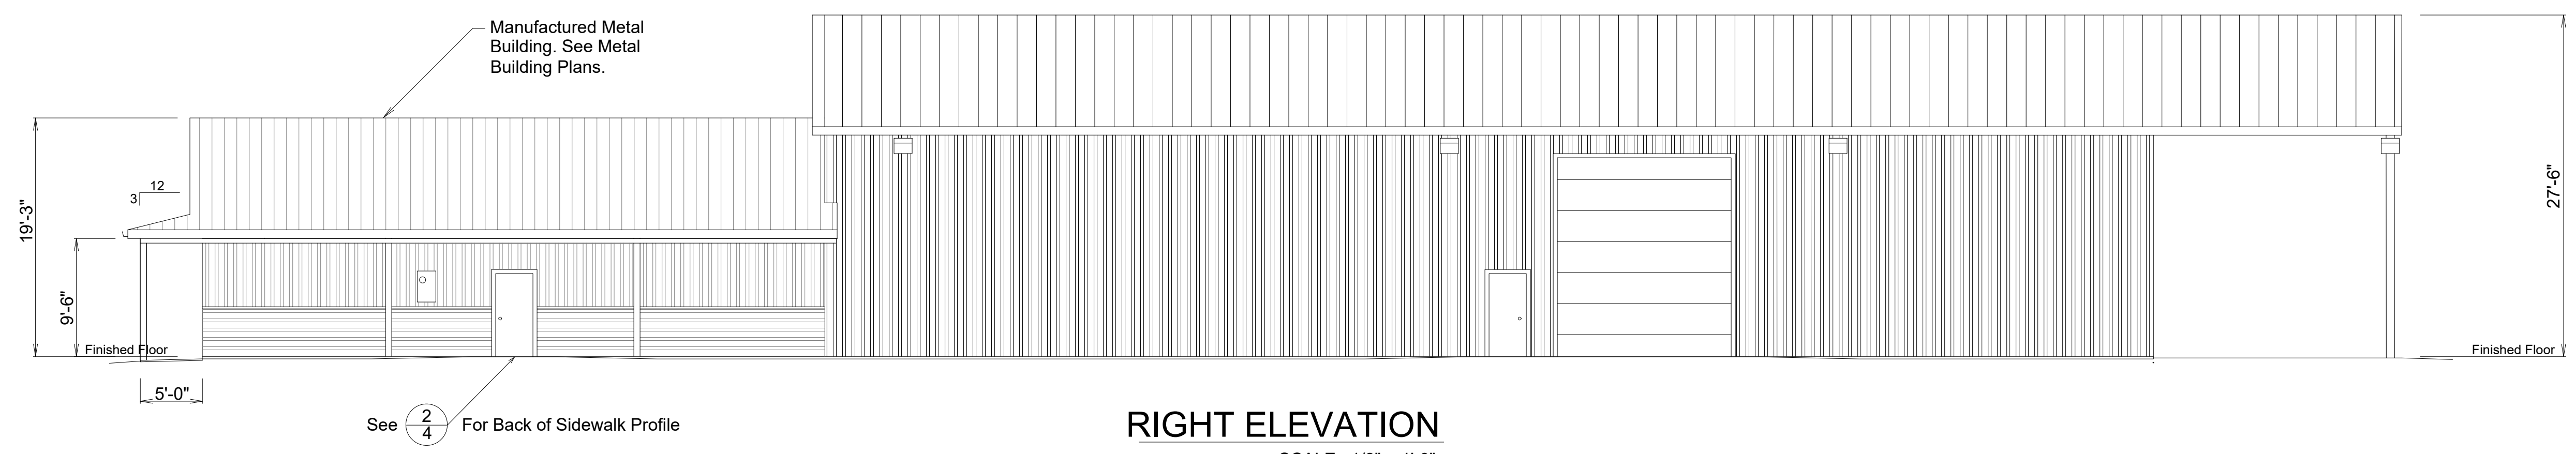 Manufactured Metal
Building. See Metal
Building Plans.
12
3
19'-3"
9'-6"
27'-6"
Finished Floor
Finished Floor
5'-0"
See 2/4 For Back of Sidewalk Profile
RIGHT ELEVATION